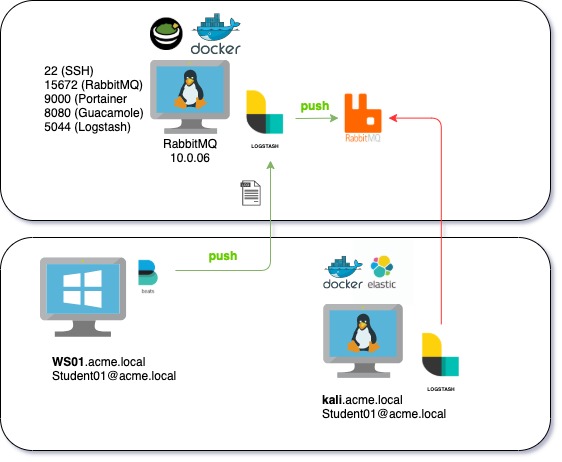 docker
22 (SSH)
15672 (RabbitMQ)
9000 (Portainer
8080 (Guacamole)
5044 (Logstash)
RabbitMQ
10.0.06
LOGSTASH
push
RabbitMQ
push
beats
WS01.acme.local
Student01@acme.local
docker
elastic
kali.acme.local
Student01@acme.local
LOGSTASH